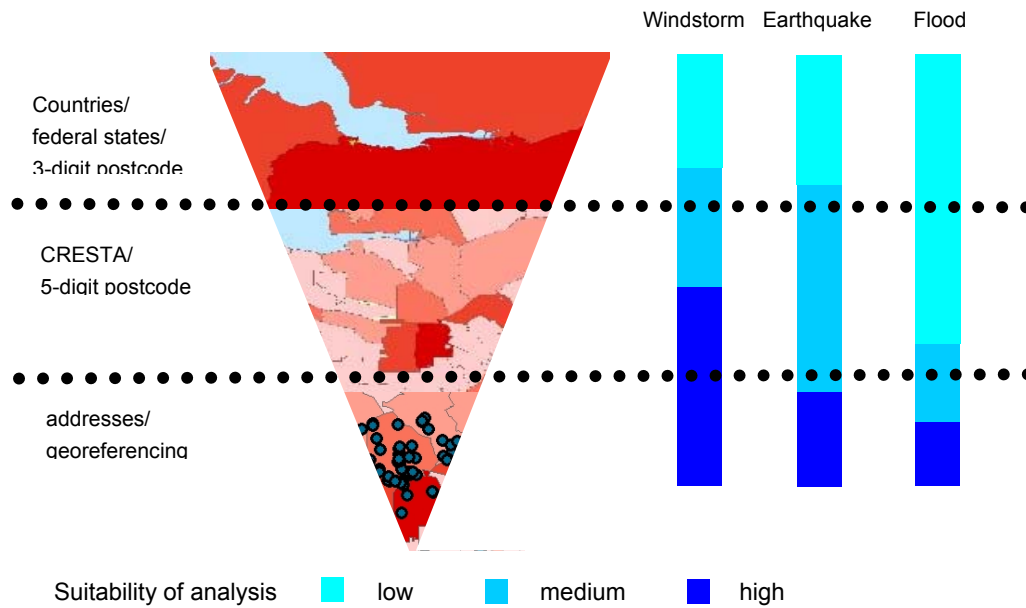 Windstorm Earthquake Flood
Countries/
federal states/
3-digit postcode
CRESTA/
5-digit postcode
addresses/
georeferencing
Suitability of analysis low medium high